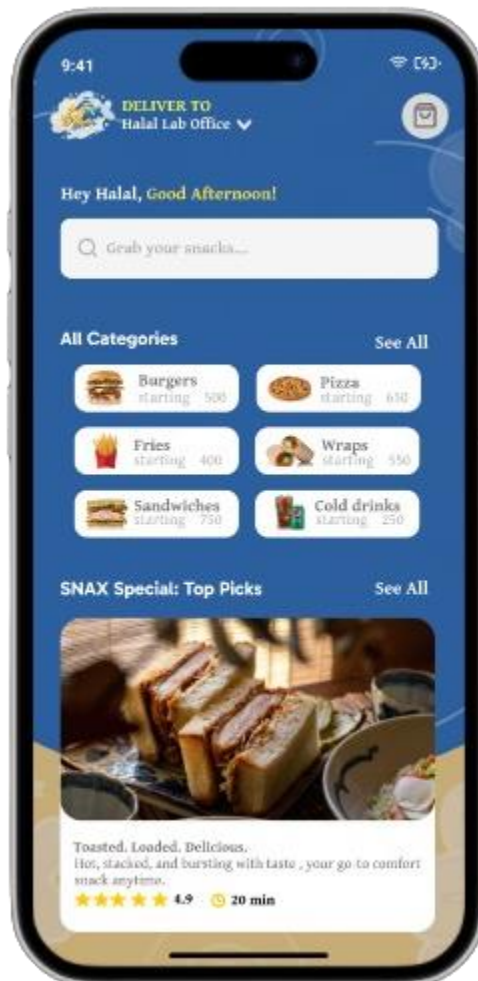 9:41
DELIVER TO
Halal Lab Office
Hey Halal, Good Afternoon!
Grab your snacks...
All Categories
See All
Burgers
starting 500
Pizza
starting 650
Fries
starting 400
Wraps
starting 550
Sandwiches
starting 750
Cold drinks
starting 250
SNAX Special: Top Picks
See All
Toasted. Loaded. Delicious.
Hot, stacked, and bursting with taste , your go-to comfort
snack anytime.
4.9
20 min